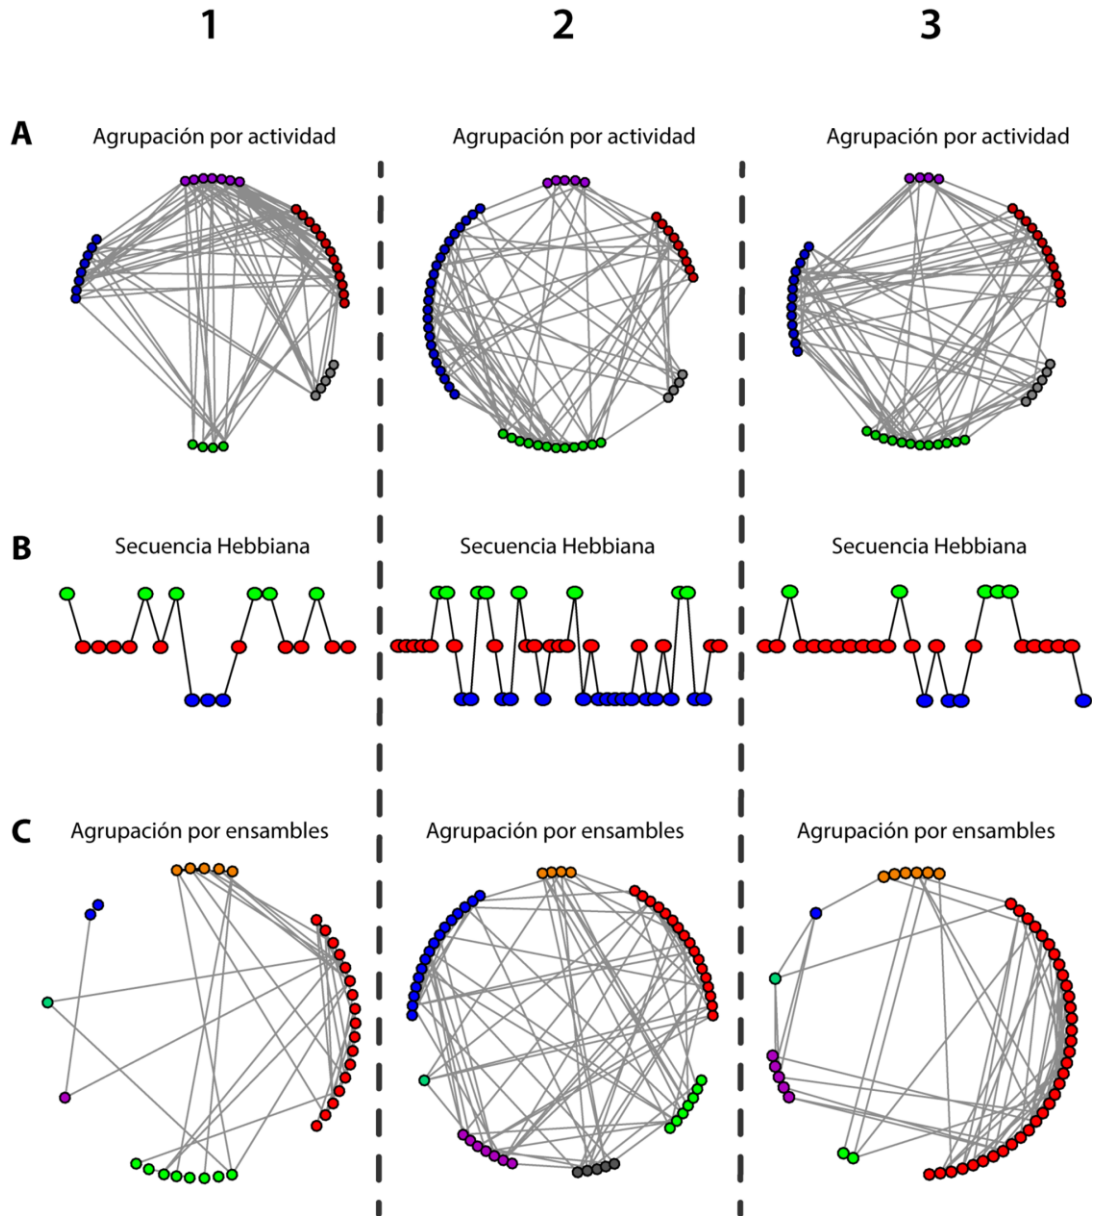 1 2 3
A
Agrupación por actividad Agrupación por actividad Agrupación por actividad
B
Secuencia Hebbiana Secuencia Hebbiana Secuencia Hebbiana
C
Agrupación por ensambles Agrupación por ensambles Agrupación por ensambles